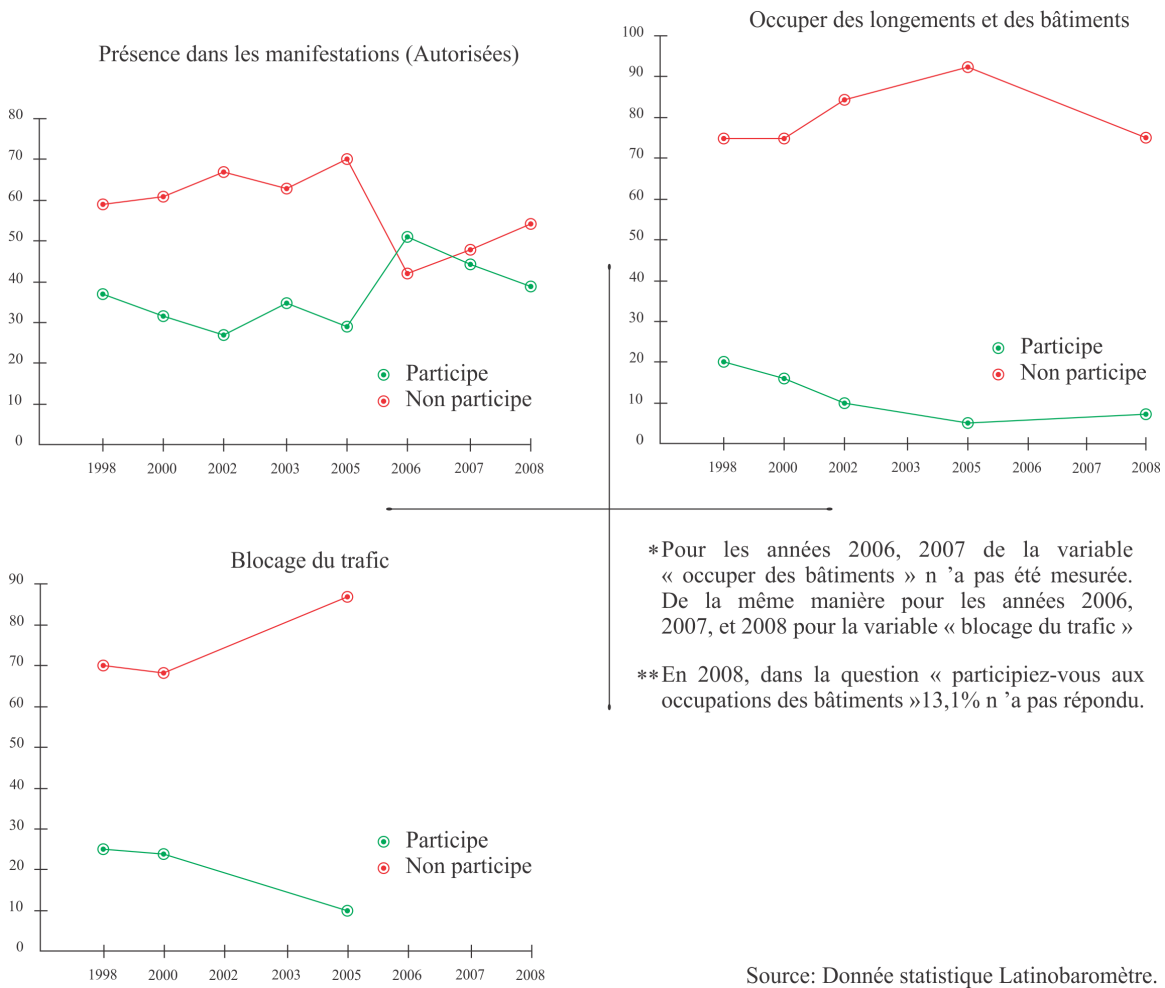 Présence dans les manifestations (Autorisées)
80
70
60
50
40
30
20
10
0
1998 2000 2002 2003 2005 2006 2007 2008
Participe
Non participe
Occuper des longements et des bâtiments
100
90
80
70
60
50
40
30
20
10
0
1998 2000 2002 2003 2005 2006 2007 2008
Participe
Non participe
Blocage du trafic
90
80
70
60
50
40
30
20
10
0
1998 2000 2002 2003 2005 2006 2007 2008
Participe
Non participe
*Pour les années 2006, 2007 de la variable
« occuper des bâtiments » n ’a pas été mesurée.
De la même manière pour les années 2006,
2007, et 2008 pour la variable « blocage du trafic »
**En 2008, dans la question « participiez-vous aux
occupations des bâtiments »13,1% n ’a pas répondu.
Source: Donnée statistique Latinobaromètre.